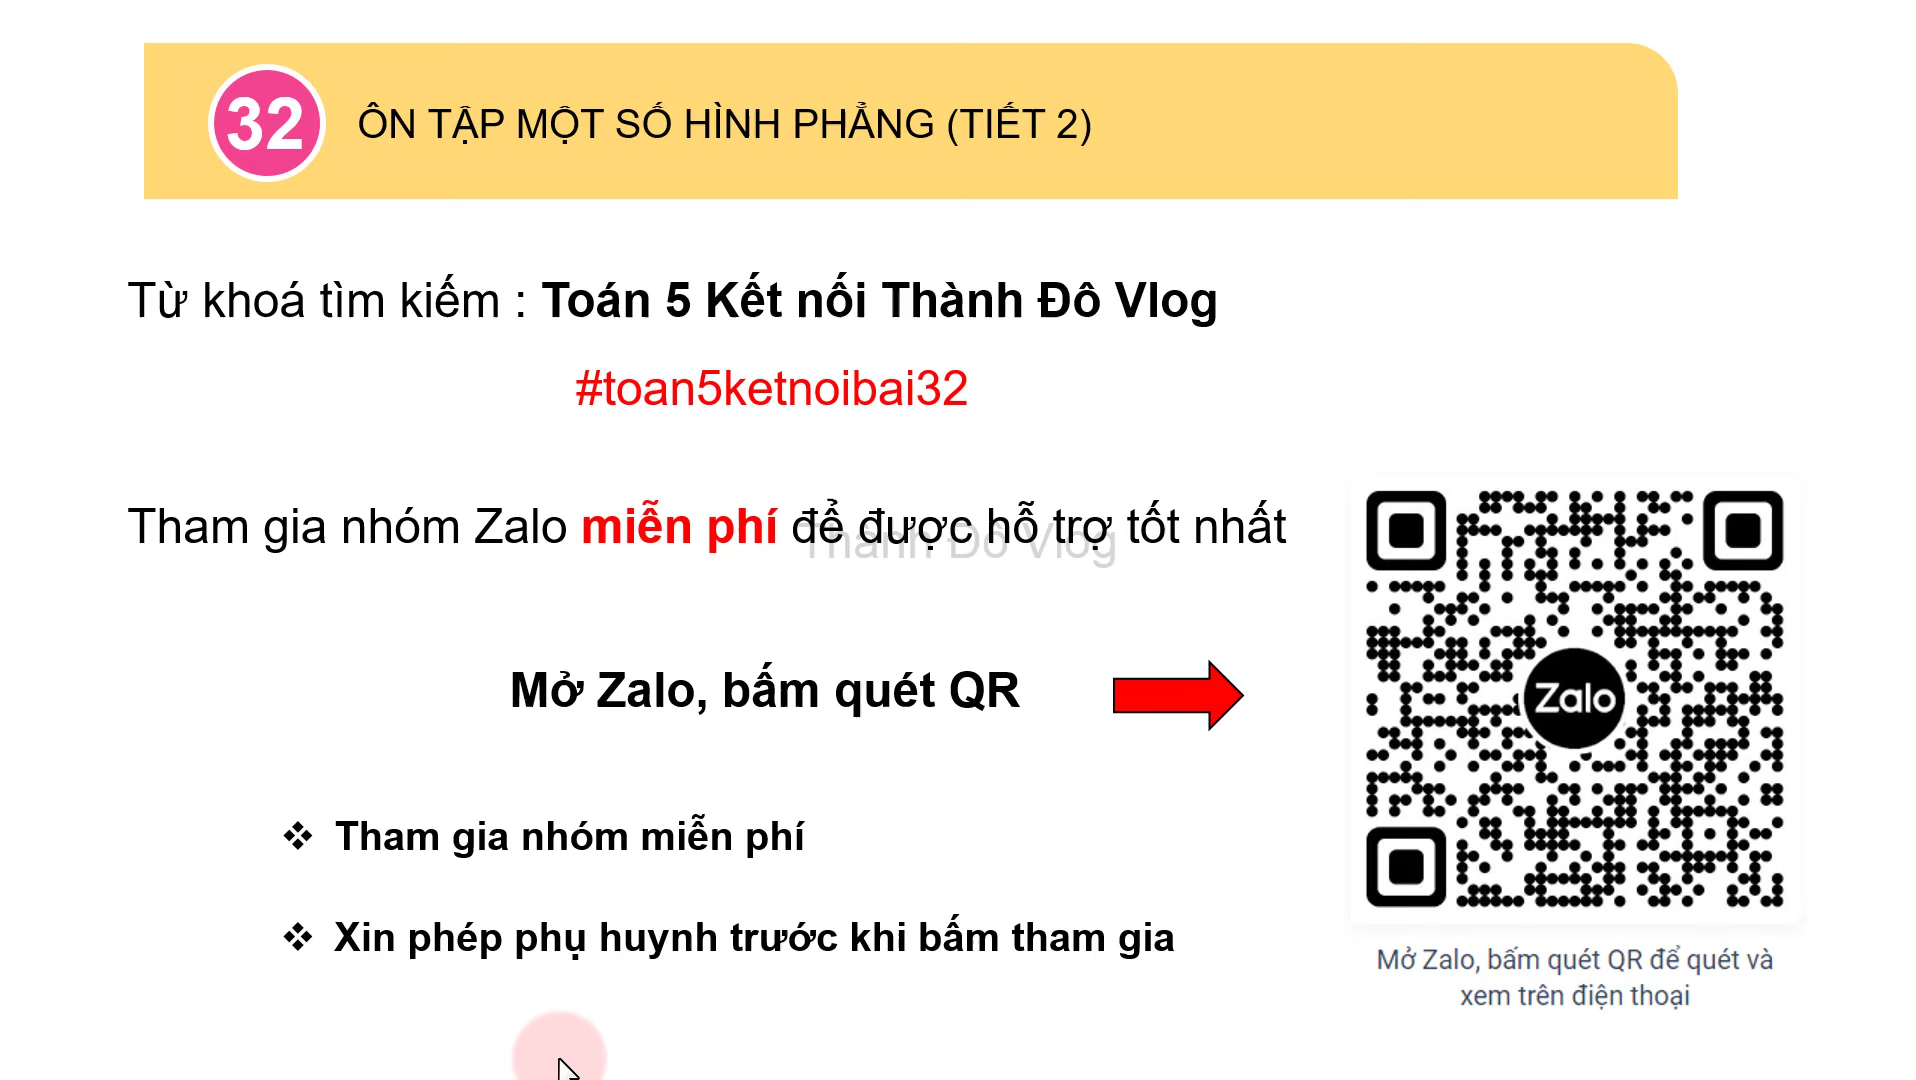 32
ÔN TẬP MỘT SỐ HÌNH PHẲNG (TIẾT 2)
Từ khoá tìm kiếm : Toán 5 Kết nối Thành Đô Vlog
#toan5ketnoibai32
Tham gia nhóm Zalo miễn phí để được hỗ trợ tốt nhất
Thành Đô Vlog
Mở Zalo, bấm quét QR
Zalo
❖ Tham gia nhóm miễn phí
❖ Xin phép phụ huynh trước khi bấm tham gia
Mở Zalo, bấm quét QR để quét và
xem trên điện thoại